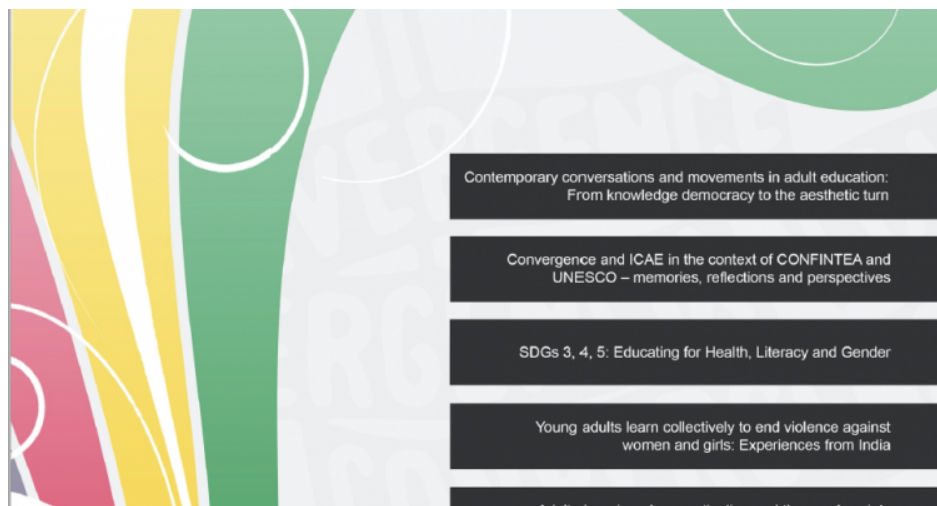 CONVERGENCE
Contemporary conversations and movements in adult education:
From knowledge democracy to the aesthetic turn
Convergence and ICAE in the context of CONFINTEA and
UNESCO – memories, reflections and perspectives
SDGs 3, 4, 5: Educating for Health, Literacy and Gender
Young adults learn collectively to end violence against
women and girls: Experiences from India